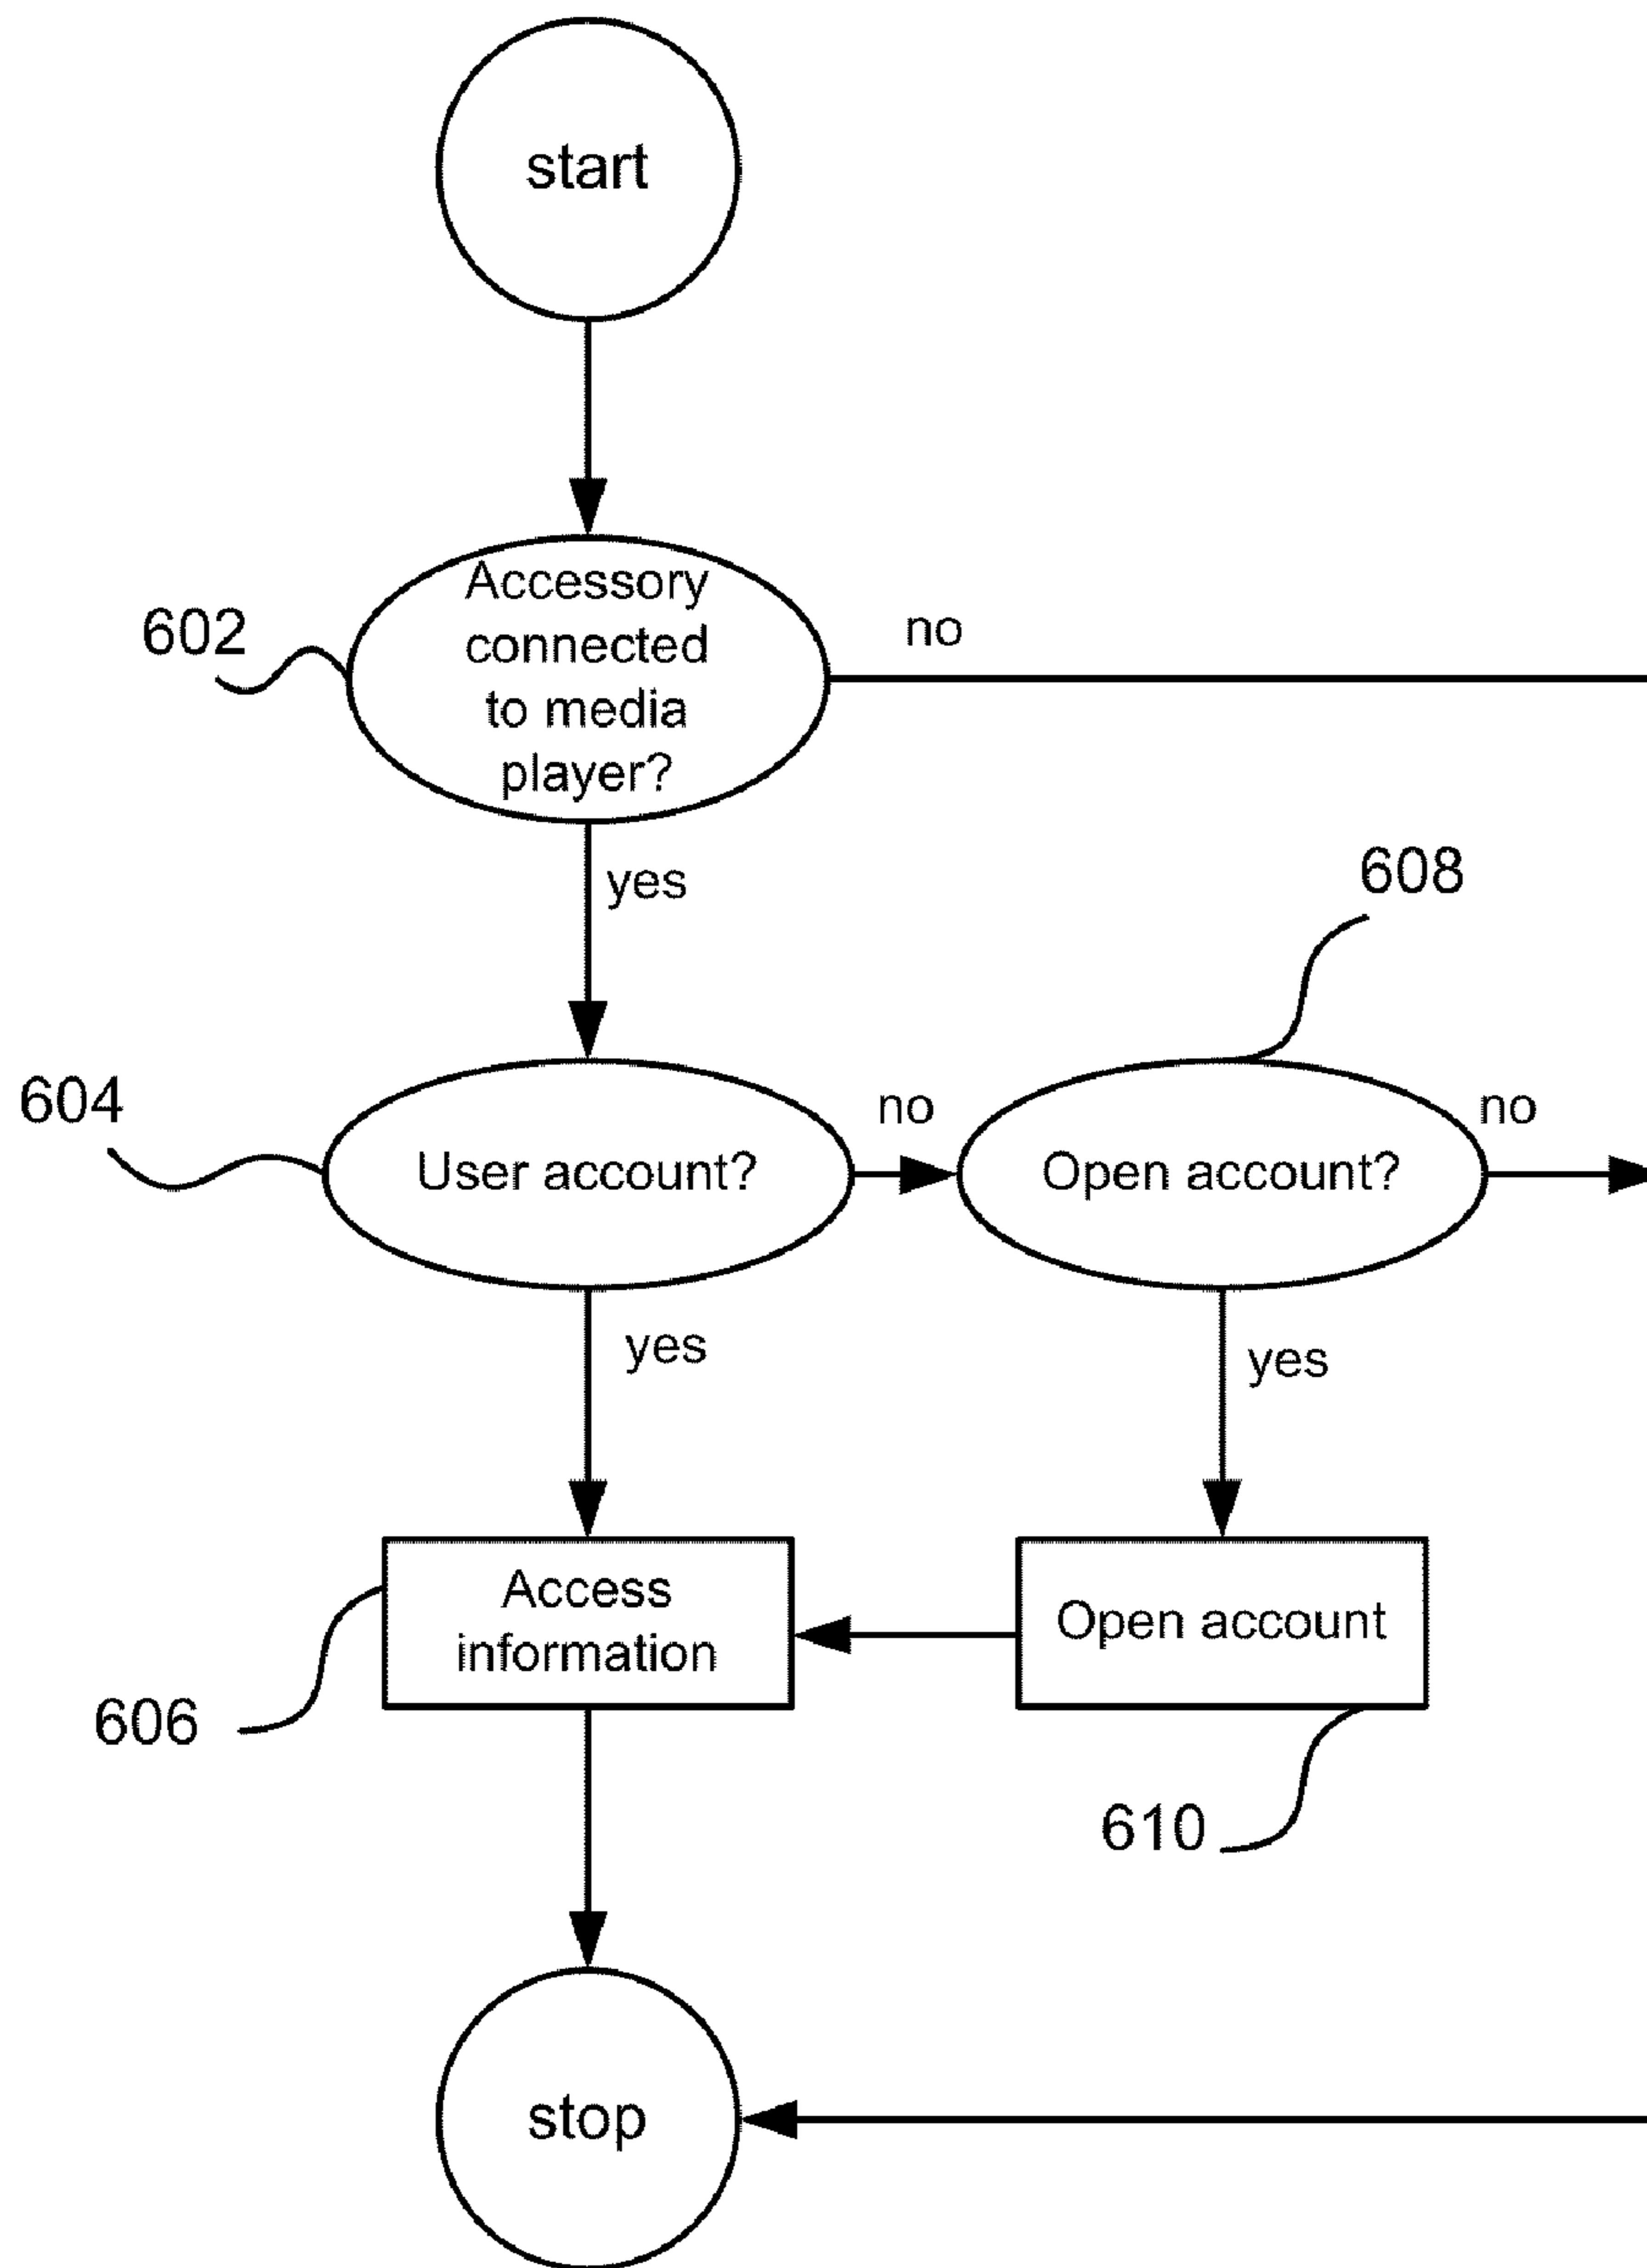 start
602
Accessory
connected
to media
player?
no
yes
608
604
User account?
no
Open account?
no
yes
yes
Access
information
Open account
606
610
stop